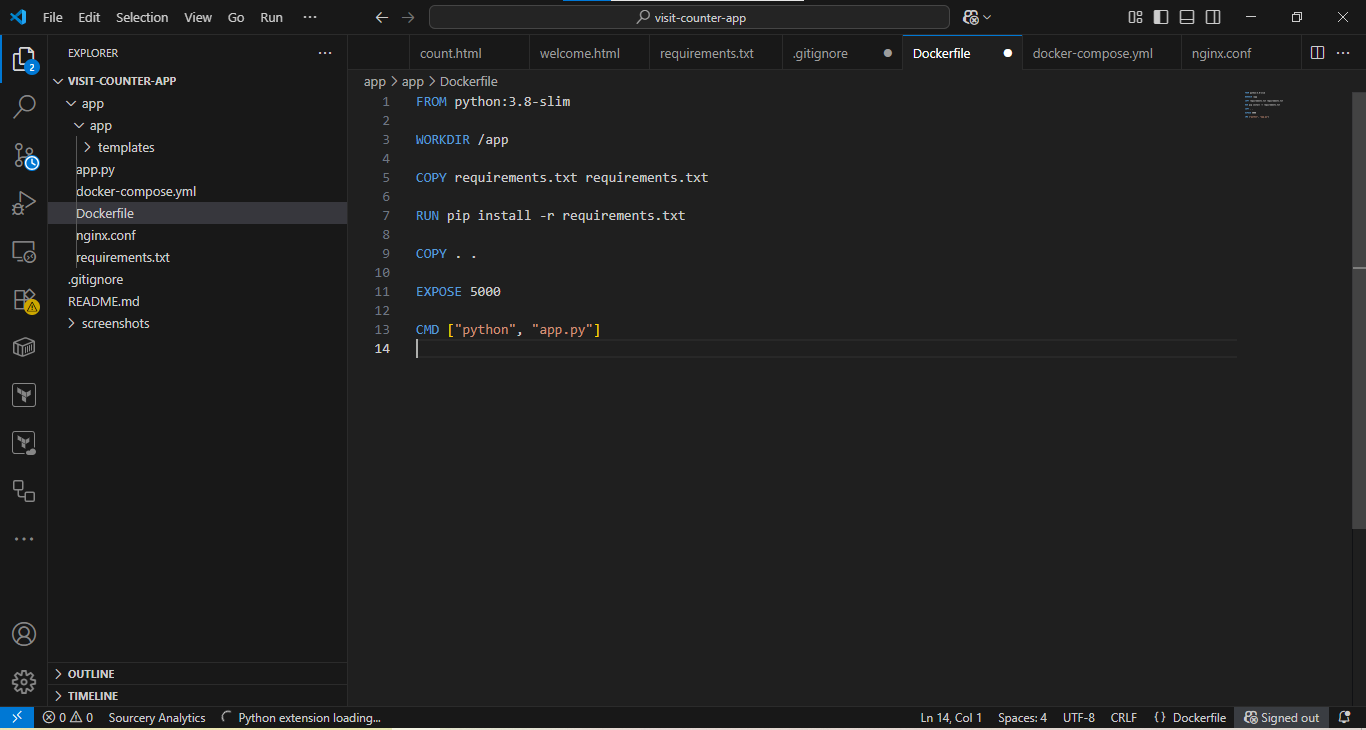 File Edit Selection View Go Run ···
visit-counter-app
EXPLORER
VISIT-COUNTER-APP
app
app
templates
app.py
docker-compose.yml
Dockerfile
nginx.conf
requirements.txt
.gitignore
README.md
screenshots
OUTLINE
TIMELINE
2
count.html welcome.html requirements.txt .gitignore Dockerfile docker-compose.yml nginx.conf
app > app > Dockerfile
1 FROM python:3.8-slim
2
3 WORKDIR /app
4
5 COPY requirements.txt requirements.txt
6
7 RUN pip install -r requirements.txt
8
9 COPY . .
10
11 EXPOSE 5000
12
13 CMD ["python", "app.py"]
14
0 0 Sourcery Analytics Python extension loading... Ln 14, Col 1 Spaces: 4 UTF-8 CRLF {} Dockerfile Signed out